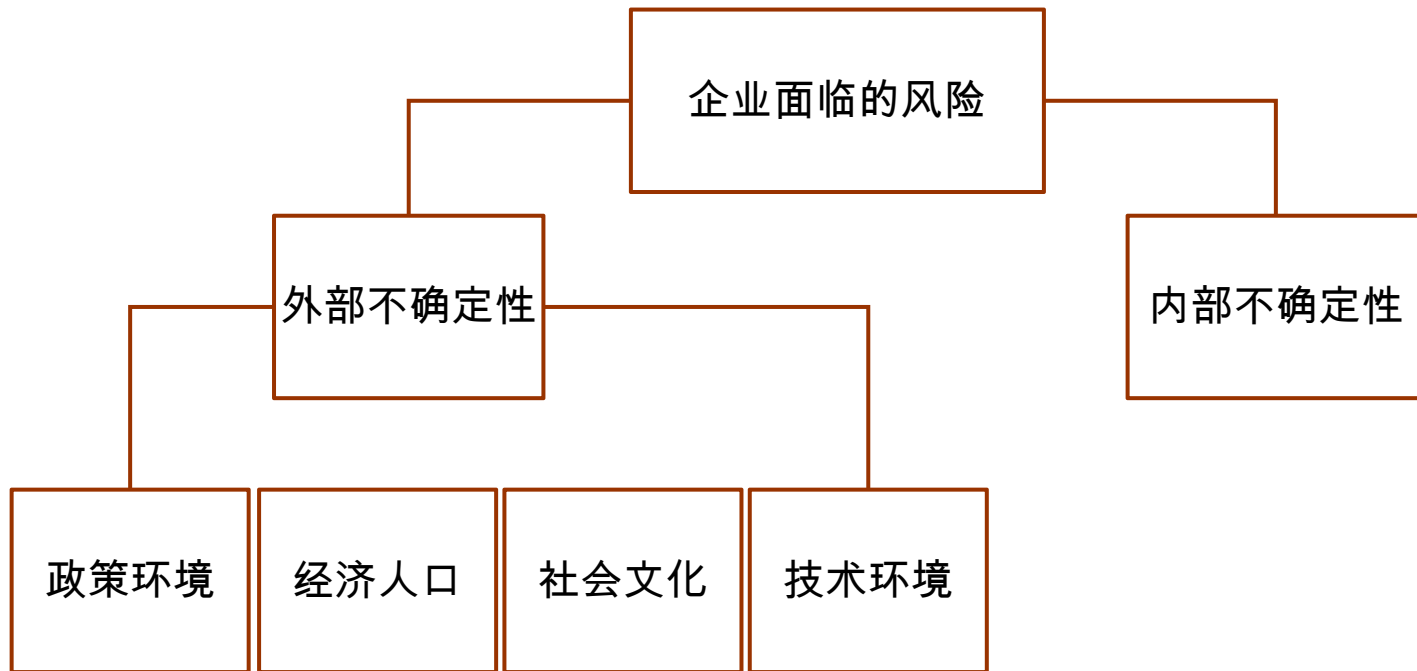 企业面临的风险
外部不确定性
内部不确定性
政策环境
经济人口
社会文化
技术环境